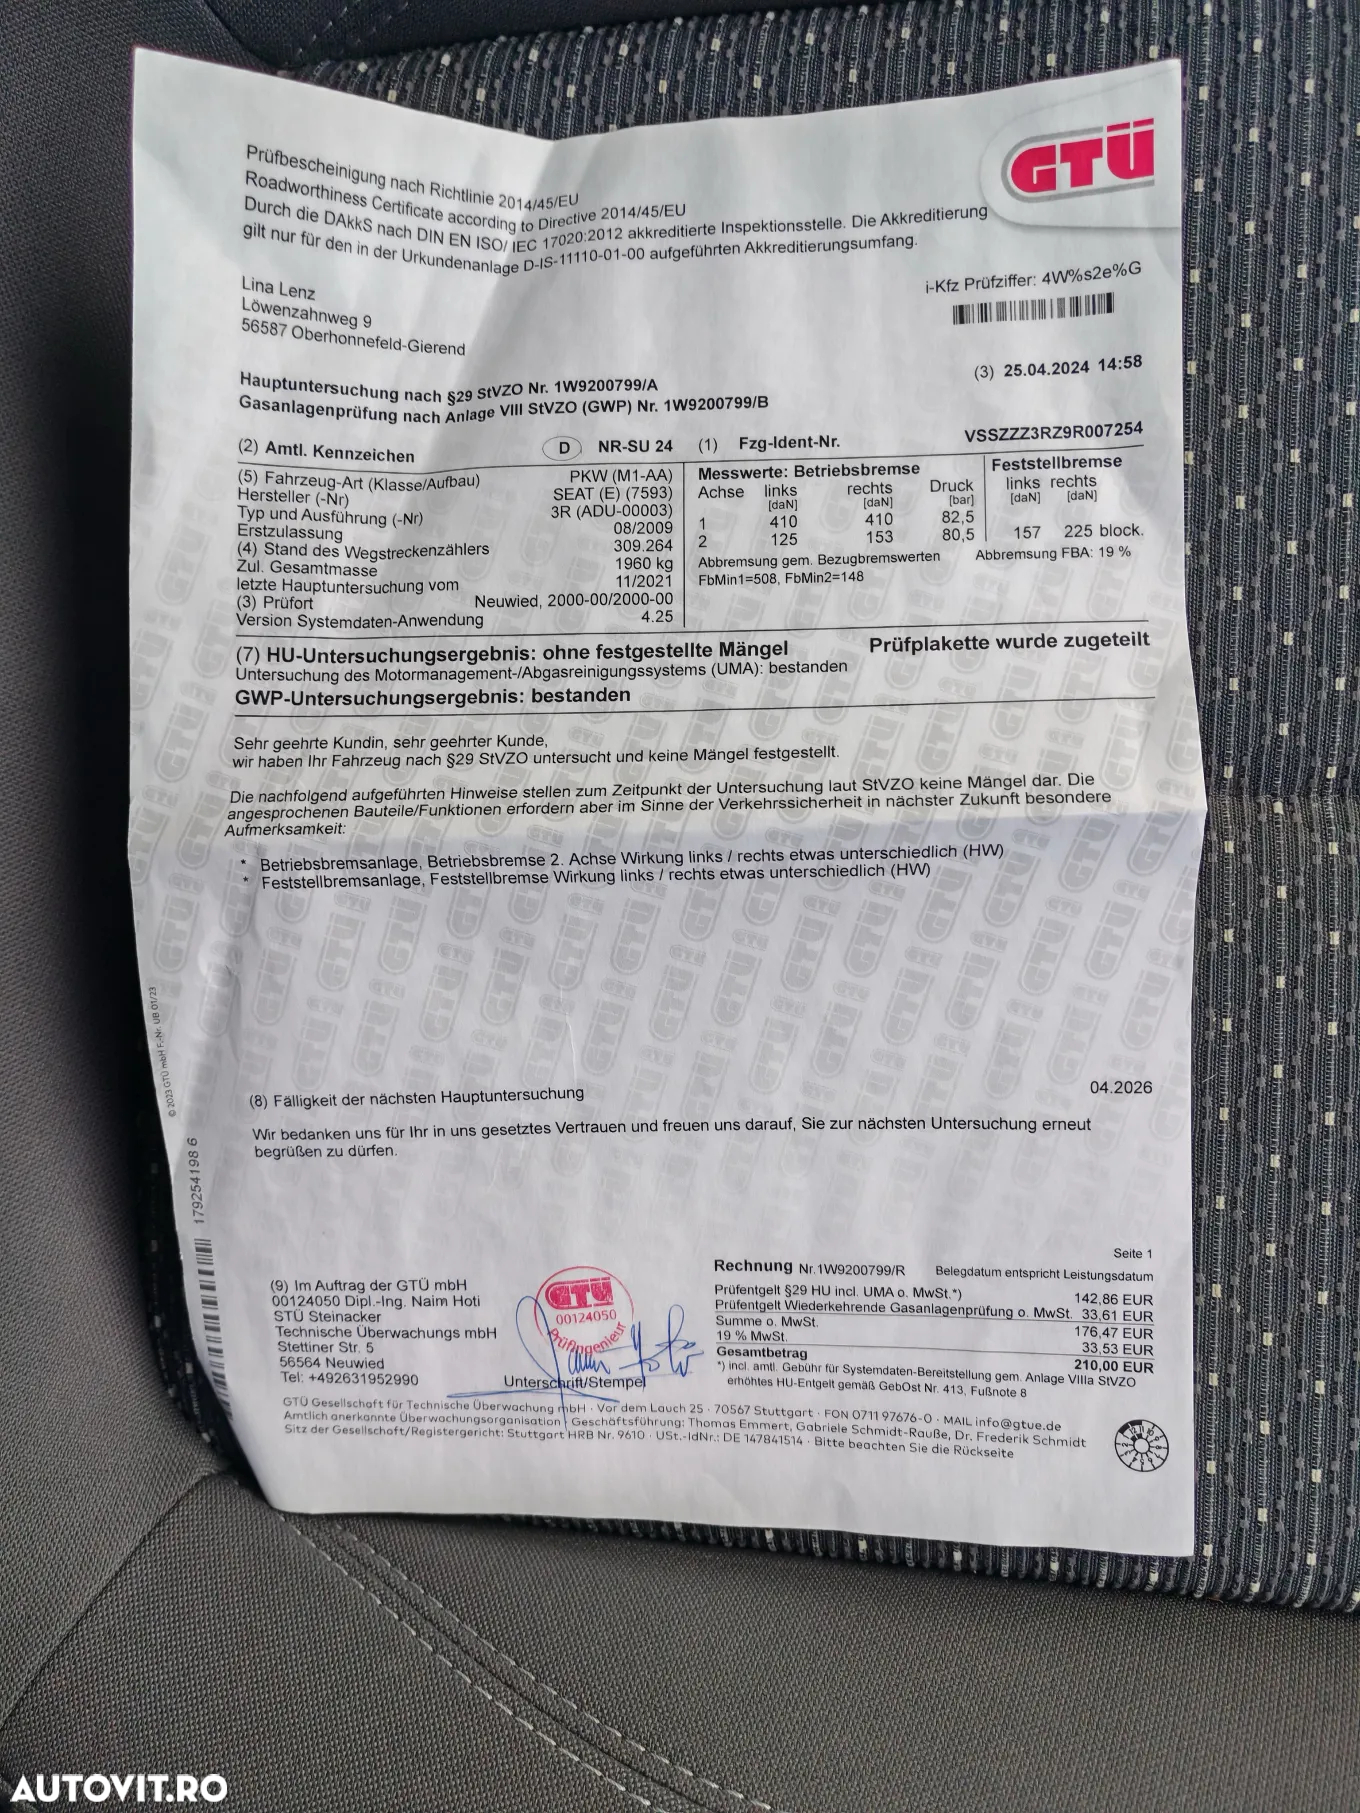 GTÜ
Prüfbescheinigung nach Richtlinie 2014/45/EU
Roadworthiness Certificate according to Directive 2014/45/EU
Durch die DAkkS nach DIN EN ISO/ IEC 17020:2012 akkreditierte Inspektionsstelle. Die Akkreditierung
gilt nur für den in der Urkundenanlage D-IS-11110-01-00 aufgeführten Akkreditierungsumfang.
Lina Lenz
Löwenzahnweg 9
56587 Oberhonnefeld-Gierend
i-Kfz Prüfziffer: 4W%s2e%G
(3) 25.04.2024 14:58
Hauptuntersuchung nach §29 StVZO Nr. 1W9200799/A
Gasanlagenprüfung nach Anlage VIII StVZO (GWP) Nr. 1W9200799/B
(2) Amtl. Kennzeichen D NR-SU 24 (1) Fzg-Ident-Nr. VSSZZZ3RZ9R007254
(5) Fahrzeug-Art (Klasse/Aufbau) PKW (M1-AA)
Hersteller (-Nr) SEAT (E) (7593)
Typ und Ausführung (-Nr) 3R (ADU-00003)
Erstzulassung 08/2009
(4) Stand des Wegstreckenzählers 309.264
Zul. Gesamtmasse 1960 kg
letzte Hauptuntersuchung vom 11/2021
(3) Prüfort Neuwied, 2000-00/2000-00
Version Systemdaten-Anwendung 4.25
Messwerte: Betriebsbremse Feststellbremse
Achse links rechts Druck links rechts
[daN] [daN] [bar] [daN] [daN]
1 410 410 82,5
2 125 153 80,5 157 225 block.
Abbremsung gem. Bezugbremswerten Abbremsung FBA: 19 %
FbMin1=508, FbMin2=148
(7) HU-Untersuchungsergebnis: ohne festgestellte Mängel Prüfplakette wurde zugeteilt
Untersuchung des Motormanagement-/Abgasreinigungssystems (UMA): bestanden
GWP-Untersuchungsergebnis: bestanden
Sehr geehrte Kundin, sehr geehrter Kunde,
wir haben Ihr Fahrzeug nach §29 StVZO untersucht und keine Mängel festgestellt.
Die nachfolgend aufgeführten Hinweise stellen zum Zeitpunkt der Untersuchung laut StVZO keine Mängel dar. Die
angesprochenen Bauteile/Funktionen erfordern aber im Sinne der Verkehrssicherheit in nächster Zukunft besondere
Aufmerksamkeit:
* Betriebsbremsanlage, Betriebsbremse 2. Achse Wirkung links / rechts etwas unterschiedlich (HW)
* Feststellbremsanlage, Feststellbremse Wirkung links / rechts etwas unterschiedlich (HW)
© 2023 GTÜ mbH F.-Nr. UB 01/23
179254198 6
(8) Fälligkeit der nächsten Hauptuntersuchung 04.2026
Wir bedanken uns für Ihr in uns gesetztes Vertrauen und freuen uns darauf, Sie zur nächsten Untersuchung erneut
begrüßen zu dürfen.
Seite 1
(9) Im Auftrag der GTÜ mbH
00124050 Dipl.-Ing. Naim Hoti
STÜ Steinacker
Technische Überwachungs mbH
Stettiner Str. 5
56564 Neuwied
Tel: +492631952990
GTÜ
00124050
Prüfingenieur
Unterschrift/Stempel
Rechnung Nr.1W9200799/R Belegdatum entspricht Leistungsdatum
Prüfentgelt §29 HU incl. UMA o. MwSt.*) 142,86 EUR
Prüfentgelt Wiederkehrende Gasanlagenprüfung o. MwSt. 33,61 EUR
Summe o. MwSt. 176,47 EUR
19 % MwSt. 33,53 EUR
Gesamtbetrag 210,00 EUR
*) incl. amtl. Gebühr für Systemdaten-Bereitstellung gem. Anlage VIIIa StVZO
erhöhtes HU-Entgelt gemäß GebOst Nr. 413, Fußnote 8
GTÜ Gesellschaft für Technische Überwachung mbH · Vor dem Lauch 25 · 70567 Stuttgart · FON 0711 97676-0 · MAIL info@gtue.de
Amtlich anerkannte Überwachungsorganisation · Geschäftsführung: Thomas Emmert, Gabriele Schmidt-Rauße, Dr. Frederik Schmidt
Sitz der Gesellschaft/Registergericht: Stuttgart HRB Nr. 9610 · USt.-IdNr.: DE 147841514 · Bitte beachten Sie die Rückseite
AUTOVIT.RO